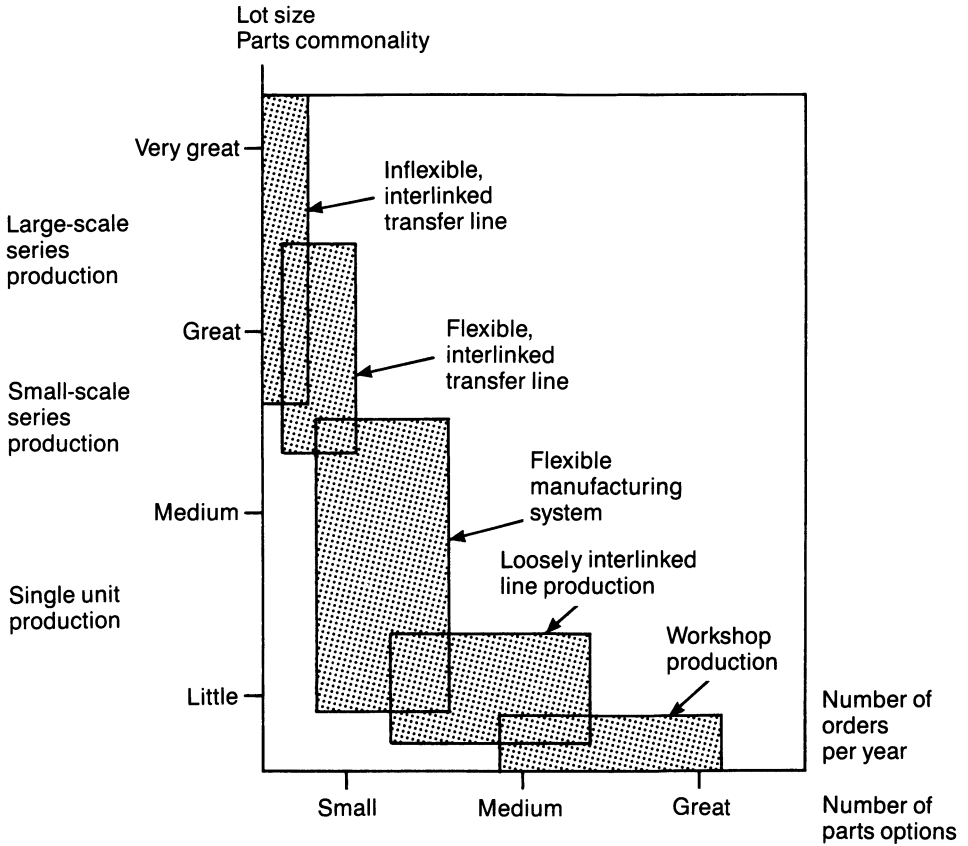 Lot size
Parts commonality
Very great
Inflexible,
interlinked
transfer line
Large-scale
series
production
Great
Flexible,
interlinked
transfer line
Small-scale
series
production
Medium
Flexible
manufacturing
system
Loosely interlinked
line production
Single unit
production
Workshop
production
Little
Number of
orders
per year
Small
Medium
Great
Number of
parts options